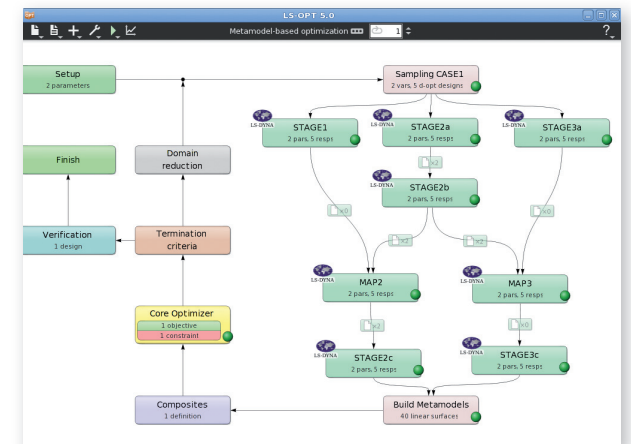 LS-OPT 5.0
Metamodel-based optimization 1
?
Setup
2 parameters
Sampling CASE1
2 vars, 5 d-opt designs
LS-DYNA
STAGE1
2 pars, 5 resps
LS-DYNA
STAGE2a
2 pars, 5 resps
LS-DYNA
STAGE3a
2 pars, 5 resps
Finish
Domain
reduction
x2
LS-DYNA
STAGE2b
2 pars, 5 resps
x0
x0
Verification
1 design
Termination
criteria
x2
x2
LS-DYNA
MAP2
2 pars, 5 resps
LS-DYNA
MAP3
2 pars, 5 resps
Core Optimizer
1 objective
1 constraint
x2
x0
LS-DYNA
STAGE2c
2 pars, 5 resps
LS-DYNA
STAGE3c
2 pars, 5 resps
Composites
1 definition
Build Metamodels
40 linear surfaces